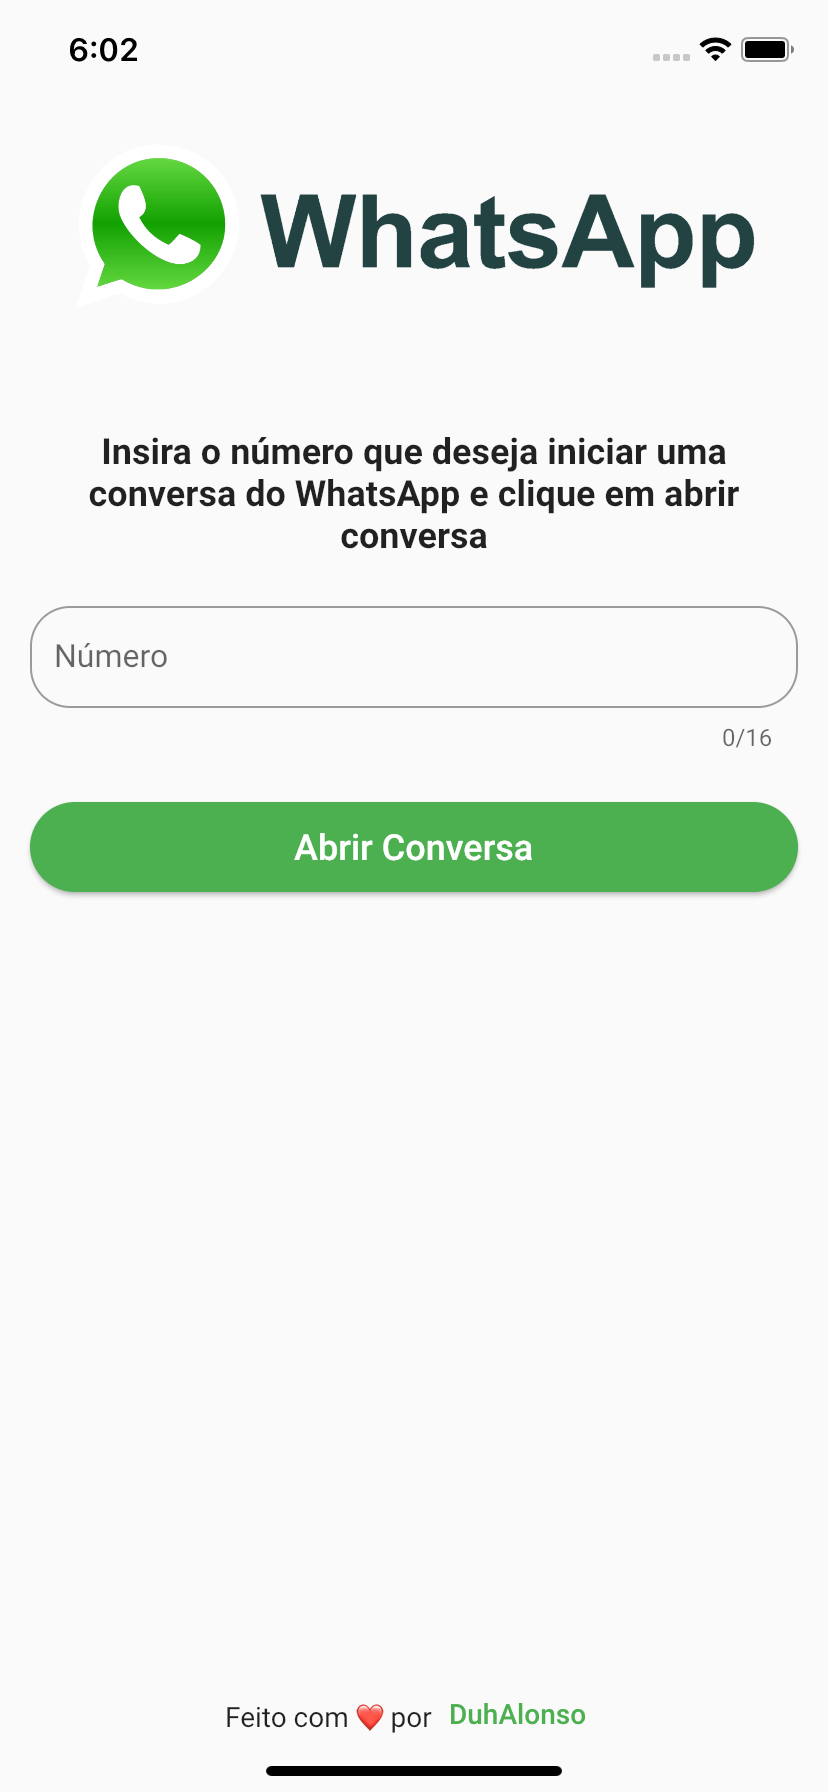 6:02
WhatsApp
Insira o número que deseja iniciar uma
conversa do WhatsApp e clique em abrir
conversa
Número
0/16
Abrir Conversa
Feito com ❤️ por DuhAlonso